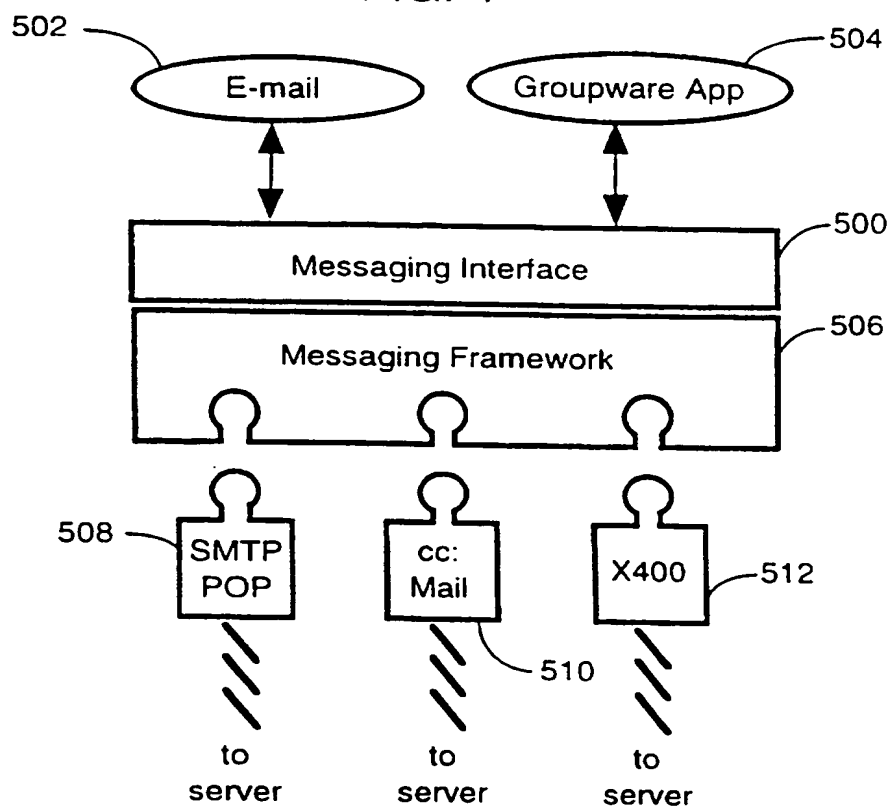 502
504
E-mail
Groupware App
500
Messaging Interface
506
Messaging Framework
508
SMTP
POP
cc:
Mail
X400
512
510
to
server
to
server
to
server